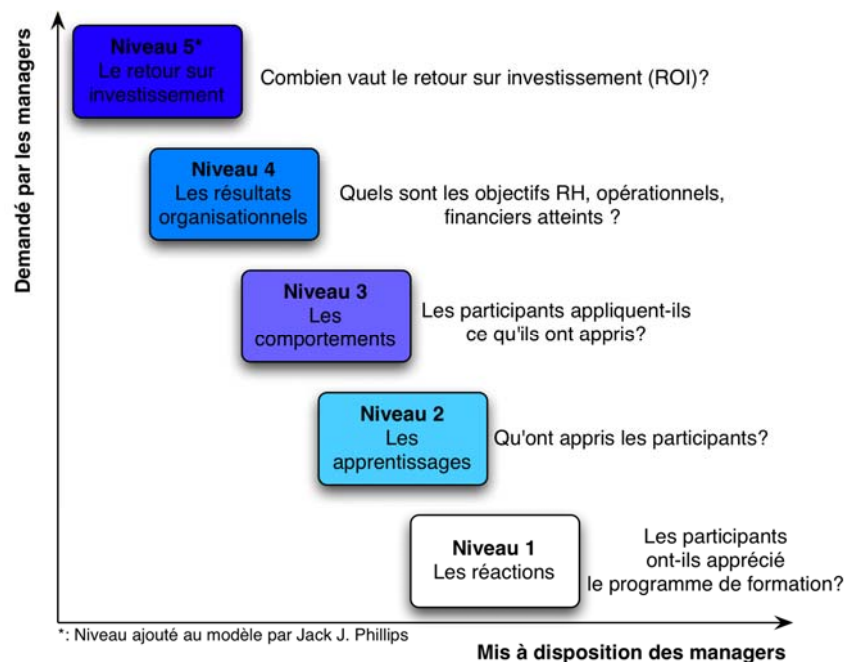 Demandé par les managers
Niveau 5*
Le retour sur
investissement
Combien vaut le retour sur investissement (ROI)?
Niveau 4
Les résultats
organisationnels
Quels sont les objectifs RH, opérationnels,
financiers atteints ?
Niveau 3
Les
comportements
Les participants appliquent-ils
ce qu'ils ont appris?
Niveau 2
Les
apprentissages
Qu'ont appris les participants?
Niveau 1
Les réactions
Les participants
ont-ils apprécié
le programme de formation?
*: Niveau ajouté au modèle par Jack J. Phillips
Mis à disposition des managers